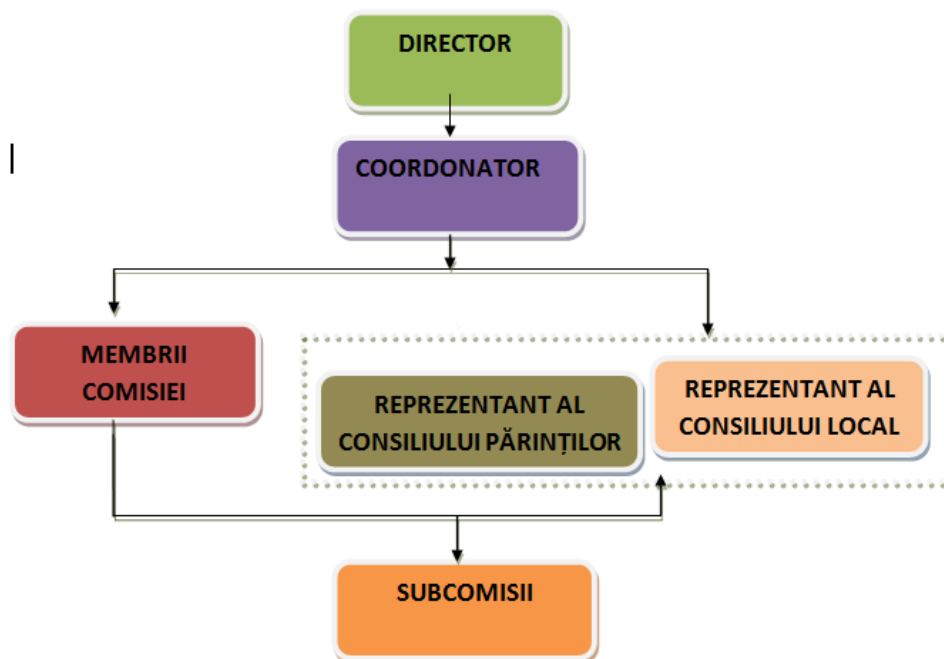 DIRECTOR
COORDONATOR
MEMBRII
COMISIEI
REPREZENTANT AL
CONSILIULUI PĂRINȚILOR
REPREZENTANT AL
CONSILIULUI LOCAL
SUBCOMISII